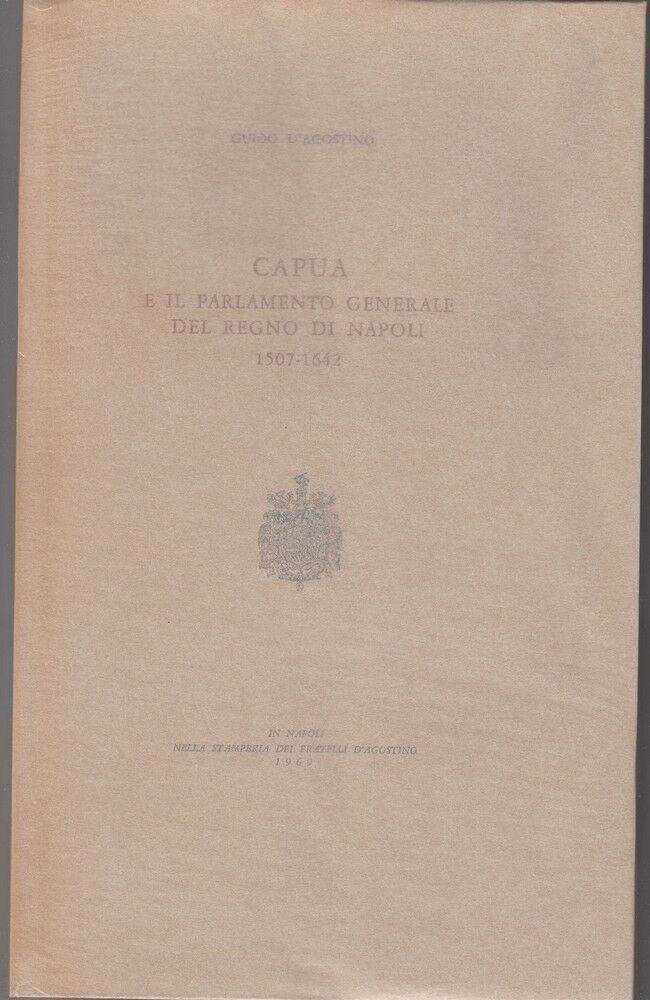 GUIDO D'AGOSTINO
CAPUA
E IL PARLAMENTO GENERALE
DEL REGNO DI NAPOLI
1507-1642
IN NAPOLI
NELLA STAMPERIA DEI FRATELLI D'AGOSTINO
1969